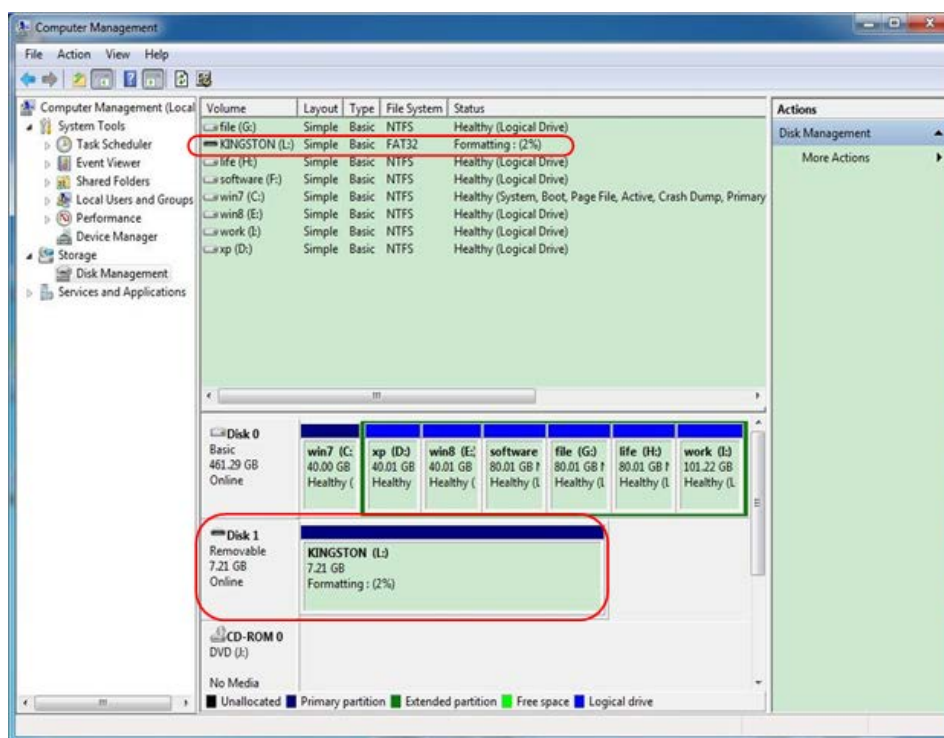 Computer Management
File Action View Help
Computer Management (Local
System Tools
Task Scheduler
Event Viewer
Shared Folders
Local Users and Groups
Performance
Device Manager
Storage
Disk Management
Services and Applications
Volume Layout Type File System Status
file (G:) Simple Basic NTFS Healthy (Logical Drive)
KINGSTON (L:) Simple Basic FAT32 Formatting : (2%)
life (H:) Simple Basic NTFS Healthy (Logical Drive)
software (F:) Simple Basic NTFS Healthy (Logical Drive)
win7 (C:) Simple Basic NTFS Healthy (System, Boot, Page File, Active, Crash Dump, Primary
win8 (E:) Simple Basic NTFS Healthy (Logical Drive)
work (I:) Simple Basic NTFS Healthy (Logical Drive)
xp (D:) Simple Basic NTFS Healthy (Logical Drive)
Actions
Disk Management
More Actions
Disk 0
Basic
461.29 GB
Online
win7 (C:
40.00 GB
Healthy (
xp (D:)
40.01 GB
Healthy
win8 (E:
40.01 GB
Healthy (
software
80.01 GB
Healthy (L
file (G:)
80.01 GB
Healthy (L
life (H:)
80.01 GB
Healthy (L
work (I:)
101.22 GB
Healthy (L
Disk 1
Removable
7.21 GB
Online
KINGSTON (L:)
7.21 GB
Formatting : (2%)
CD-ROM 0
DVD (J:)
No Media
Unallocated Primary partition Extended partition Free space Logical drive